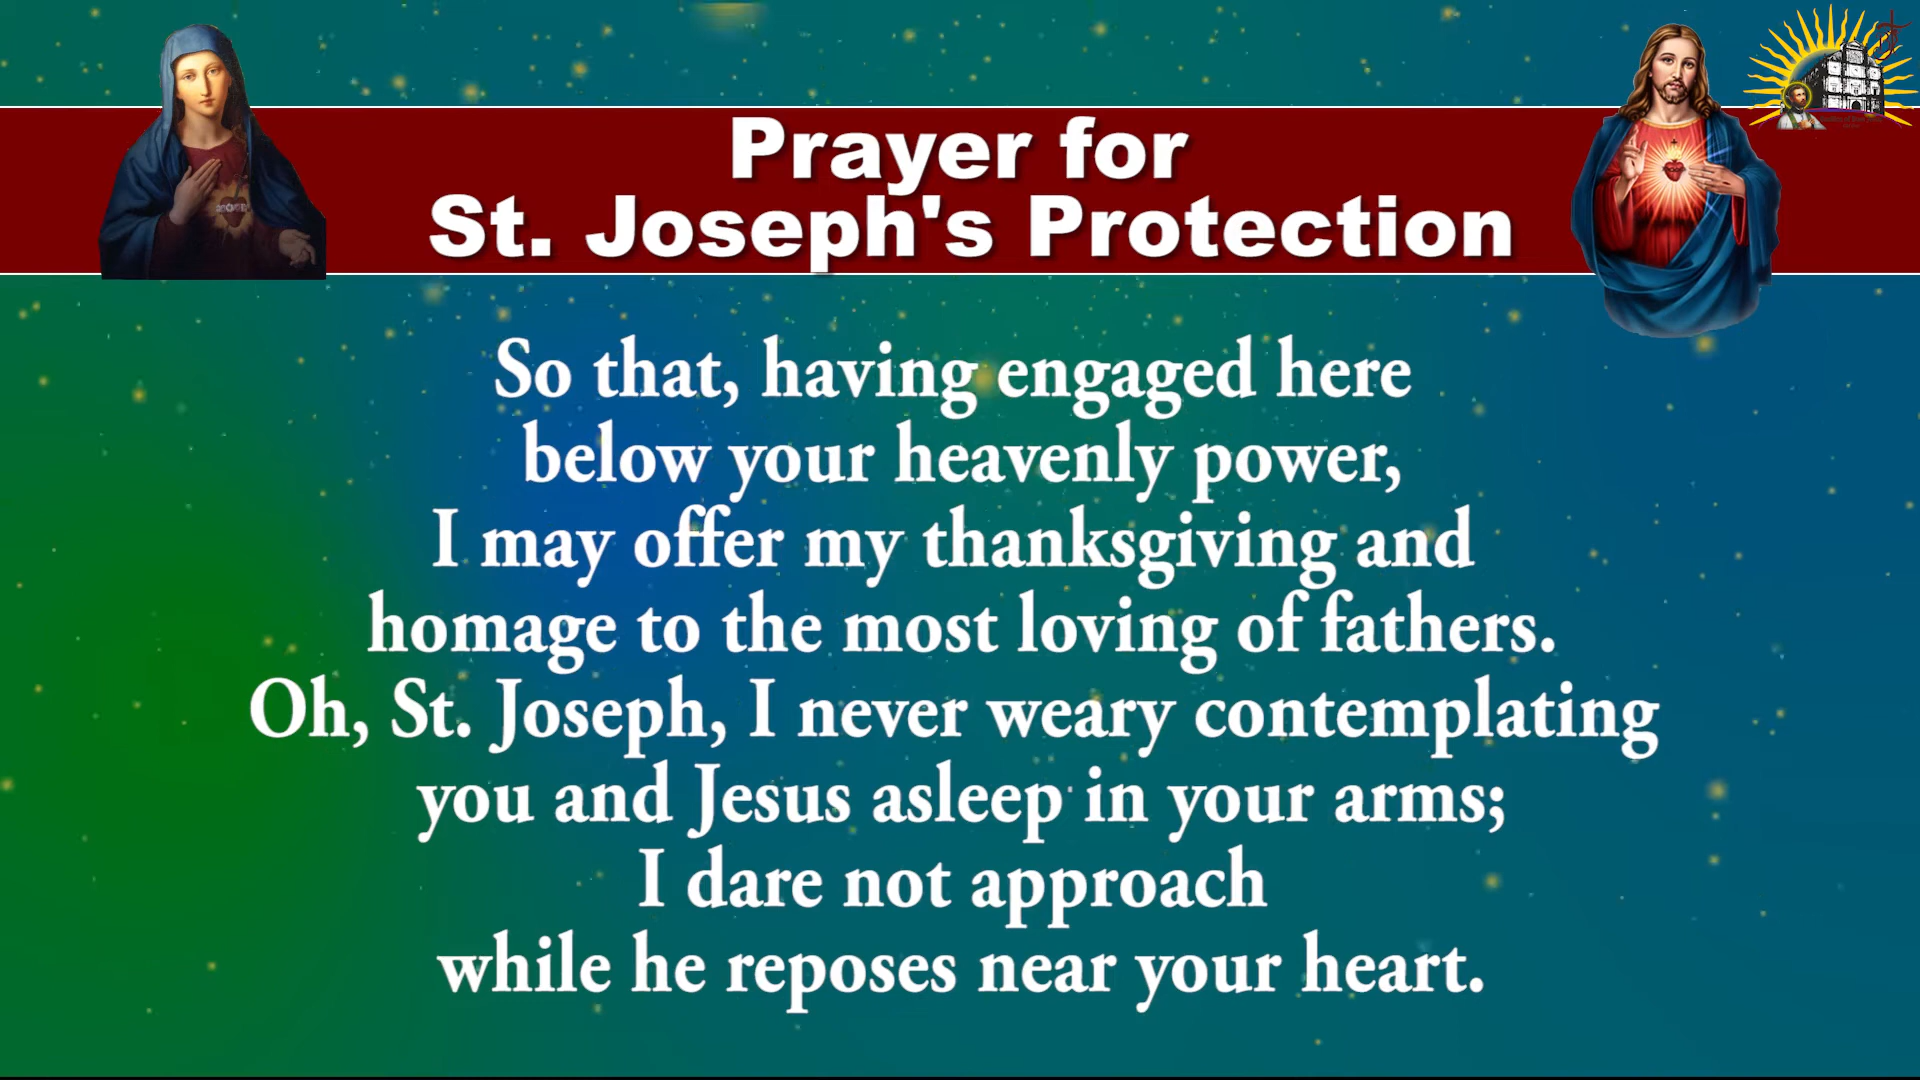 Prayer for
St. Joseph's Protection
So that, having engaged here
below your heavenly power,
I may offer my thanksgiving and
homage to the most loving of fathers.
Oh, St. Joseph, I never weary contemplating
you and Jesus asleep in your arms;
I dare not approach
while he reposes near your heart.